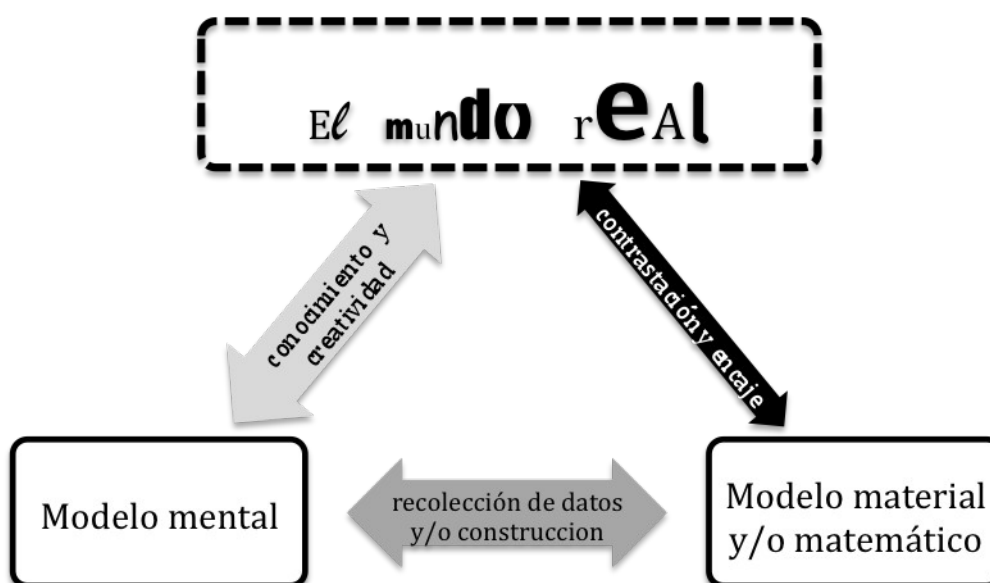 El mundo reAl
conocimiento y
creatividad
contrastación y encaje
Modelo mental
recolección de datos
y/o construccion
Modelo material
y/o matemático